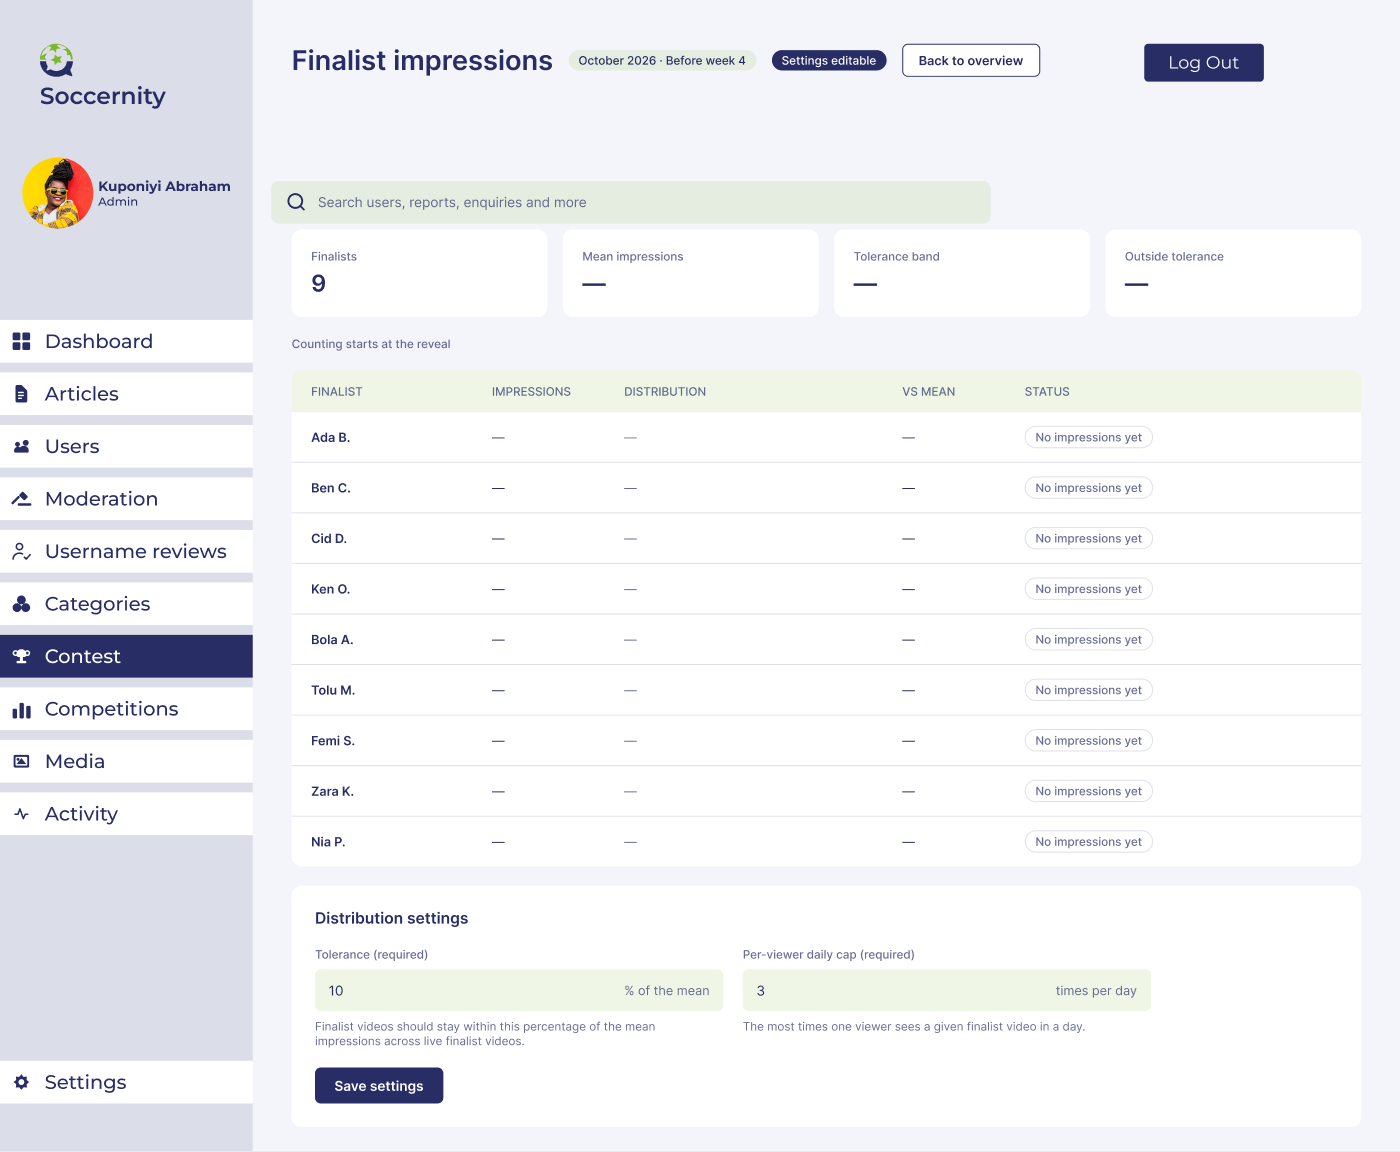 Soccernity
Kuponiyi Abraham
Admin
Dashboard
Articles
Users
Moderation
Username reviews
Categories
Contest
Competitions
Media
Activity
Settings
Finalist impressions
October 2026 · Before week 4
Settings editable
Back to overview
Log Out
Search users, reports, enquiries and more
Finalists
9
Mean impressions
—
Tolerance band
—
Outside tolerance
—
Counting starts at the reveal
FINALIST IMPRESSIONS DISTRIBUTION VS MEAN STATUS
Ada B. — — — No impressions yet
Ben C. — — — No impressions yet
Cid D. — — — No impressions yet
Ken O. — — — No impressions yet
Bola A. — — — No impressions yet
Tolu M. — — — No impressions yet
Femi S. — — — No impressions yet
Zara K. — — — No impressions yet
Nia P. — — — No impressions yet
Distribution settings
Tolerance (required)
10 % of the mean
Finalist videos should stay within this percentage of the mean
impressions across live finalist videos.
Per-viewer daily cap (required)
3 times per day
The most times one viewer sees a given finalist video in a day.
Save settings